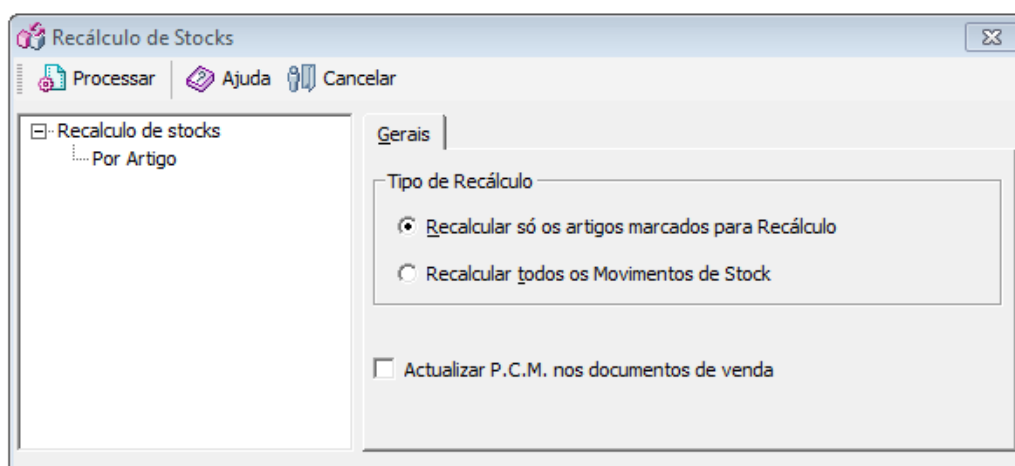 Recálculo de Stocks
Processar Ajuda Cancelar
Recalculo de stocks
Por Artigo
Gerais
Tipo de Recálculo
Recalcular só os artigos marcados para Recálculo
Recalcular todos os Movimentos de Stock
Actualizar P.C.M. nos documentos de venda